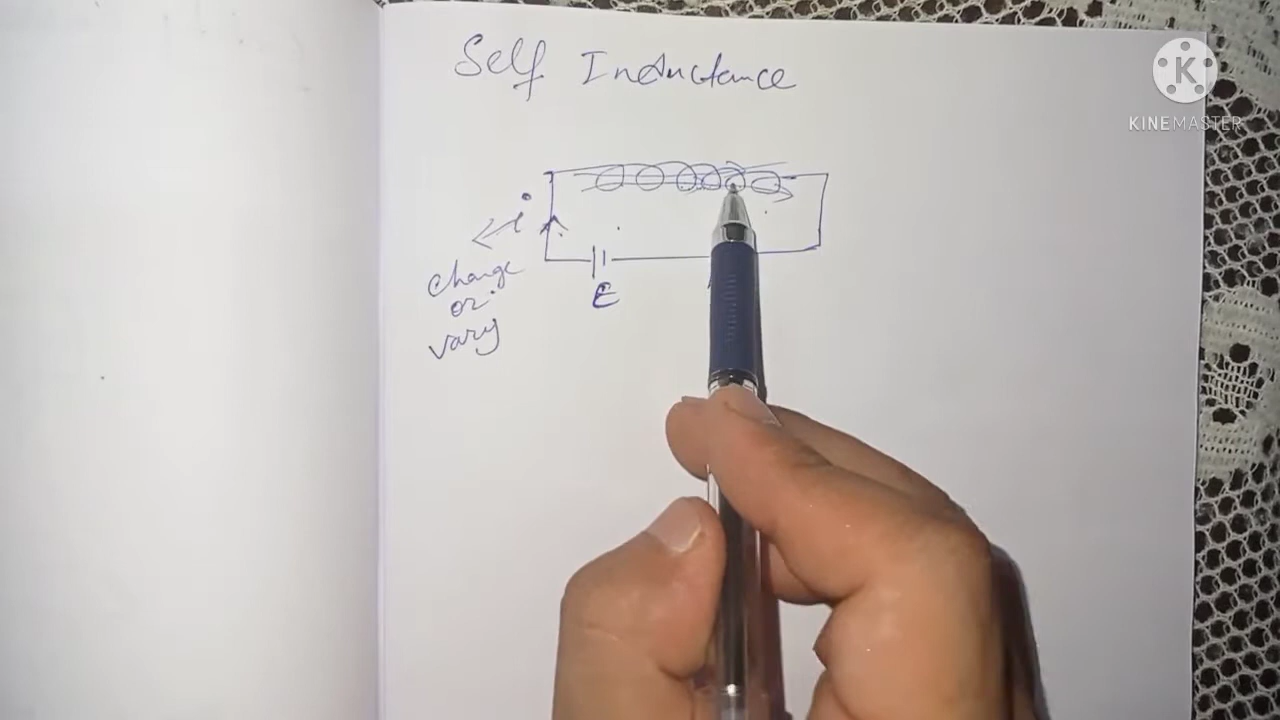 Self Inductance
K
KINEMASTER
i
change
or
vary
E